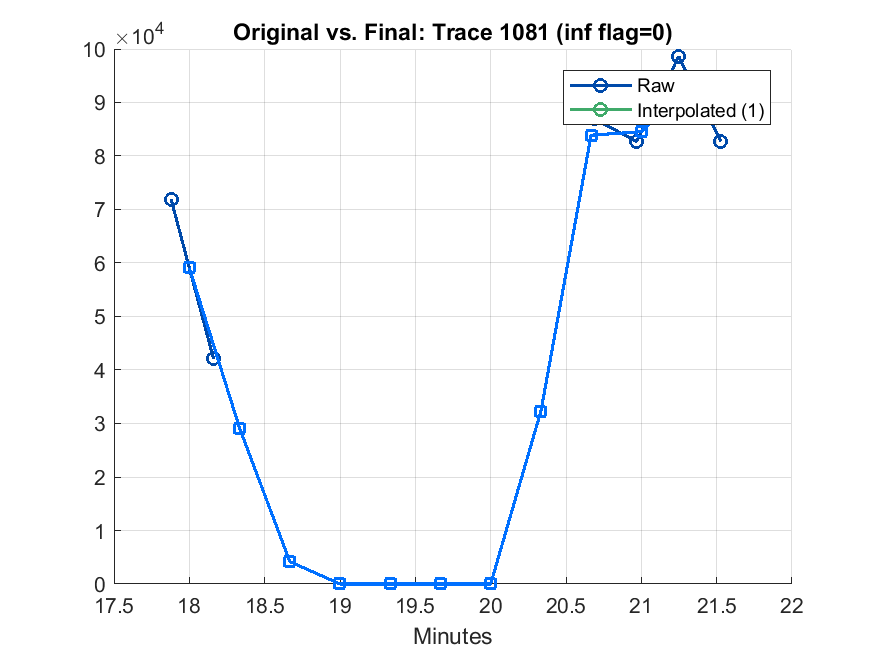 Original vs. Final: Trace 1081 (inf flag=0)
×10⁴
10
9
8
7
6
5
4
3
2
1
0
Raw
Interpolated (1)
17.5 18 18.5 19 19.5 20 20.5 21 21.5 22
Minutes